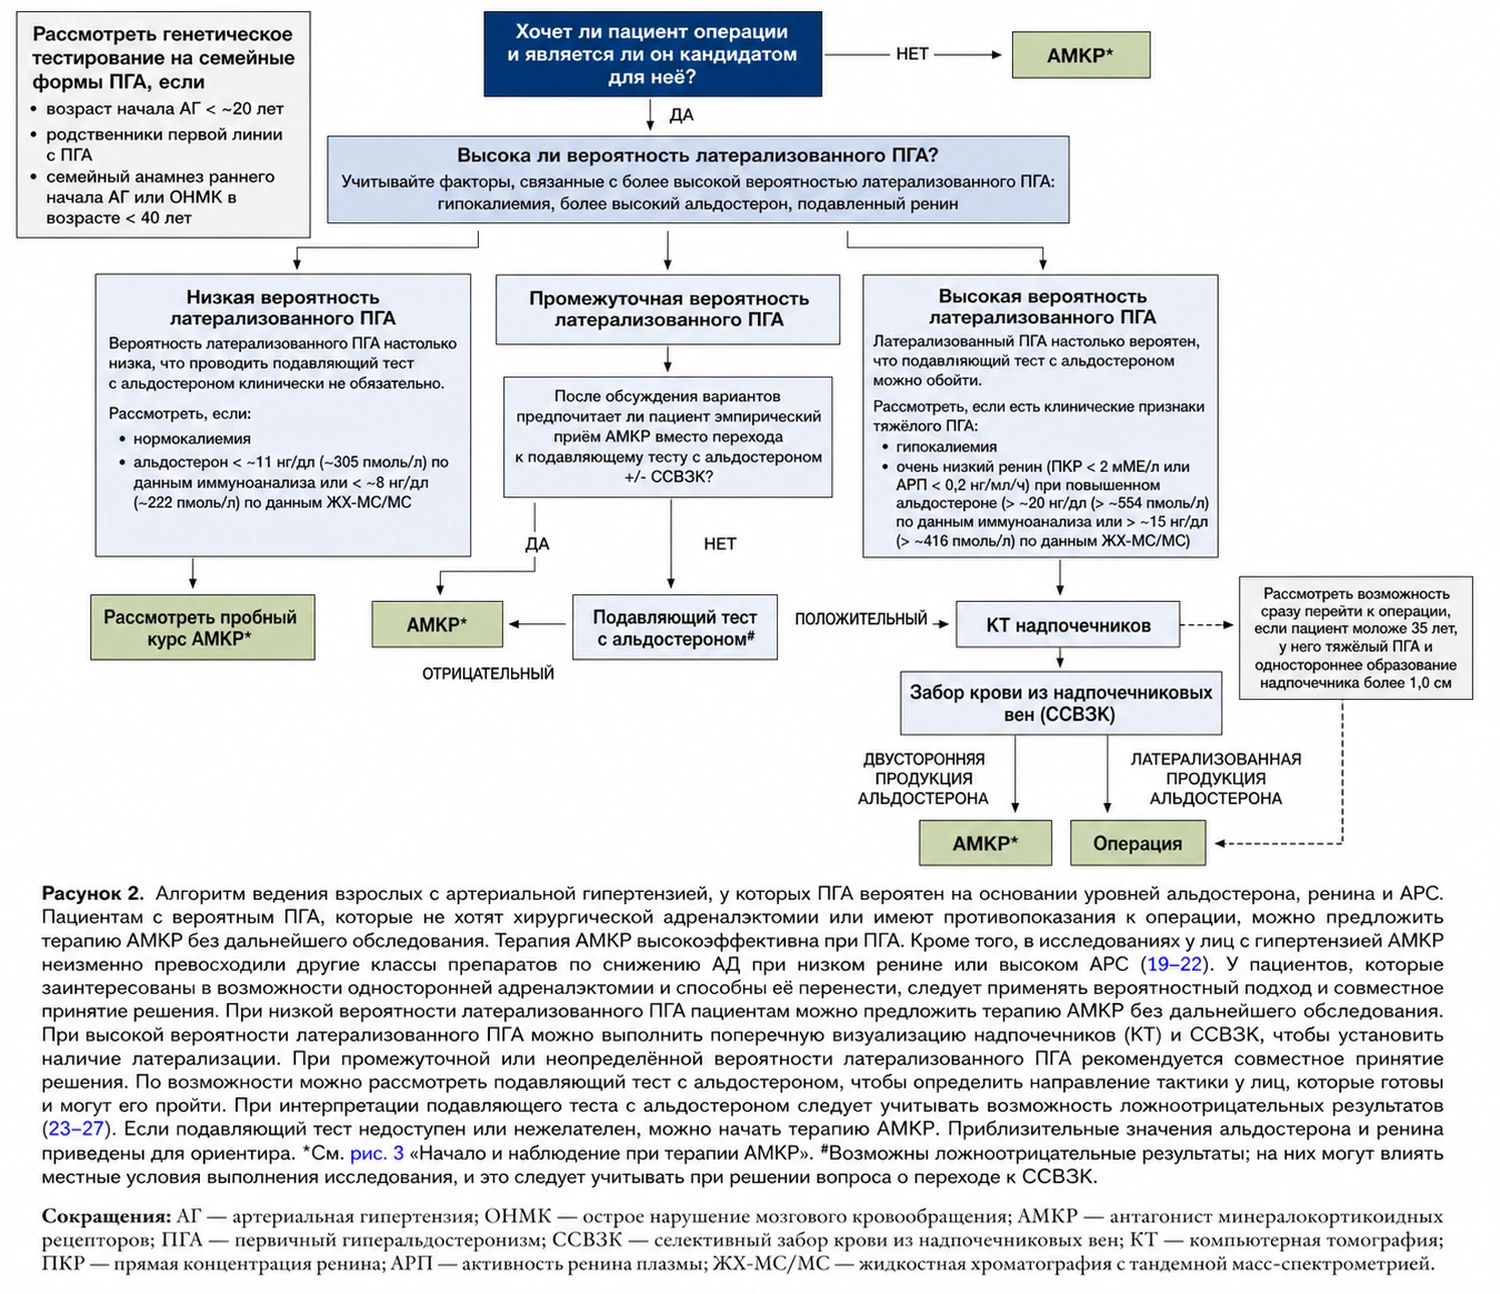 Рассмотреть генетическое
тестирование на семейные
формы ПГА, если
• возраст начала АГ < ~20 лет
• родственники первой линии
с ПГА
• семейный анамнез раннего
начала АГ или ОНМК в
возрасте < 40 лет
Хочет ли пациент операции
и является ли он кандидатом
для неё?
НЕТ
АМКР*
ДА
Высока ли вероятность латерализованного ПГА?
Учитывайте факторы, связанные с более высокой вероятностью латерализованного ПГА:
гипокалиемия, более высокий альдостерон, подавленный ренин
Низкая вероятность
латерализованного ПГА
Вероятность латерализованного ПГА настолько
низка, что проводить подавляющий тест
с альдостероном клинически не обязательно.
Рассмотреть, если:
• нормокалиемия
• альдостерон < ~11 нг/дл (~305 пмоль/л) по
данным иммуноанализа или < ~8 нг/дл
(~222 пмоль/л) по данным ЖХ-МС/МС
Рассмотреть пробный
курс АМКР*
Промежуточная вероятность
латерализованного ПГА
После обсуждения вариантов
предпочитает ли пациент эмпирический
приём АМКР вместо перехода
к подавляющему тесту с альдостероном
+/- ССВЗК?
ДА
НЕТ
АМКР*
Подавляющий тест
с альдостероном#
ОТРИЦАТЕЛЬНЫЙ
ПОЛОЖИТЕЛЬНЫЙ
Высокая вероятность
латерализованного ПГА
Латерализованный ПГА настолько вероятен,
что подавляющий тест с альдостероном
можно обойти.
Рассмотреть, если есть клинические признаки
тяжёлого ПГА:
• гипокалиемия
• очень низкий ренин (ПКР < 2 мМЕ/л или
АРП < 0,2 нг/мл/ч) при повышенном
альдостероне (> ~20 нг/дл (> ~554 пмоль/л)
по данным иммуноанализа или > ~15 нг/дл
(> ~416 пмоль/л) по данным ЖХ-МС/МС)
КТ надпочечников
Рассмотреть возможность
сразу перейти к операции,
если пациент моложе 35 лет,
у него тяжёлый ПГА и
одностороннее образование
надпочечника более 1,0 см
Забор крови из надпочечниковых
вен (ССВЗК)
ДВУСТОРОННЯЯ
ПРОДУКЦИЯ
АЛЬДОСТЕРОНА
ЛАТЕРАЛИЗОВАННАЯ
ПРОДУКЦИЯ
АЛЬДОСТЕРОНА
АМКР*
Операция
Рисунок 2. Алгоритм ведения взрослых с артериальной гипертензией, у которых ПГА вероятен на основании уровней альдостерона, ренина и АРС.
Пациентам с вероятным ПГА, которые не хотят хирургической адреналэктомии или имеют противопоказания к операции, можно предложить
терапию АМКР без дальнейшего обследования. Терапия АМКР высокоэффективна при ПГА. Кроме того, в исследованиях у лиц с гипертензией АМКР
неизменно превосходили другие классы препаратов по снижению АД при низком ренине или высоком АРС (19–22). У пациентов, которые
заинтересованы в возможности односторонней адреналэктомии и способны её перенести, следует применять вероятностный подход и совместное
принятие решения. При низкой вероятности латерализованного ПГА пациентам можно предложить терапию АМКР без дальнейшего обследования.
При высокой вероятности латерализованного ПГА можно выполнить поперечную визуализацию надпочечников (КТ) и ССВЗК, чтобы установить
наличие латерализации. При промежуточной или неопределённой вероятности латерализованного ПГА рекомендуется совместное принятие
решения. По возможности можно рассмотреть подавляющий тест с альдостероном, чтобы определить направление тактики у лиц, которые готовы
и могут его пройти. При интерпретации подавляющего теста с альдостероном следует учитывать возможность ложноотрицательных результатов
(23–27). Если подавляющий тест недоступен или нежелателен, можно начать терапию АМКР. Приблизительные значения альдостерона и ренина
приведены для ориентира. *См. рис. 3 «Начало и наблюдение при терапии АМКР». #Возможны ложноотрицательные результаты; на них могут влиять
местные условия выполнения исследования, и это следует учитывать при решении вопроса о переходе к ССВЗК.
Сокращения: АГ — артериальная гипертензия; ОНМК — острое нарушение мозгового кровообращения; АМКР — антагонист минералокортикоидных
рецепторов; ПГА — первичный гиперальдостеронизм; ССВЗК — селективный забор крови из надпочечниковых вен; КТ — компьютерная томография;
ПКР — прямая концентрация ренина; АРП — активность ренина плазмы; ЖХ-МС/МС — жидкостная хроматография с тандемной масс-спектрометрией.